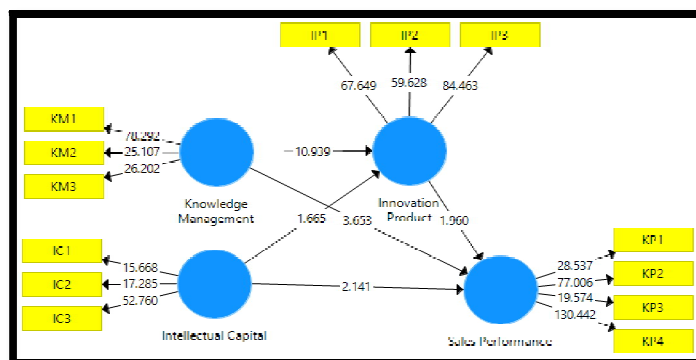 IP1
IP2
IP3
67.649
59.628
84.463
KM1
KM2
KM3
78.292
25.107
26.202
10.939
Knowledge
Management
Innovation
Product
1.665
3.653
1.960
IC1
IC2
IC3
15.668
17.285
52.760
2.141
Intellectual Capital
Sales Performance
KP1
KP2
KP3
KP4
28.537
77.006
19.574
130.442